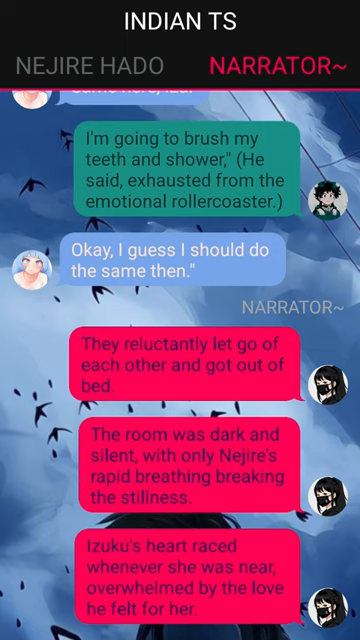 INDIAN TS
NEJIRE HADO
NARRATOR~
I'm going to brush my
teeth and shower," (He
said, exhausted from the
emotional rollercoaster.)
Okay, I guess I should do
the same then."
NARRATOR~
They reluctantly let go of
each other and got out of
bed.
The room was dark and
silent, with only Nejire's
rapid breathing breaking
the stillness.
Izuku's heart raced
whenever she was near,
overwhelmed by the love
he felt for her.